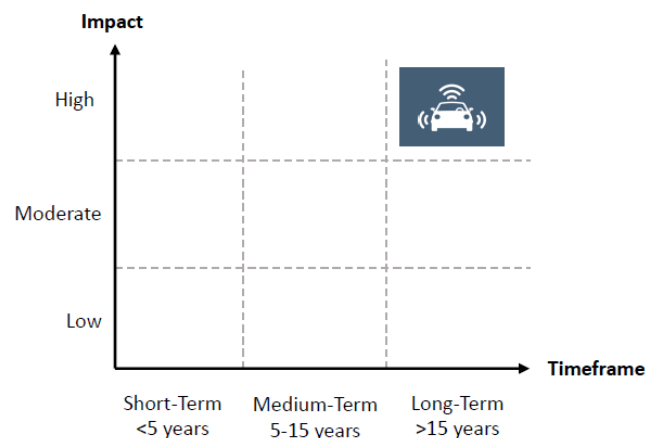 Impact
High
Moderate
Low
Timeframe
Short-Term
<5 years
Medium-Term
5-15 years
Long-Term
>15 years